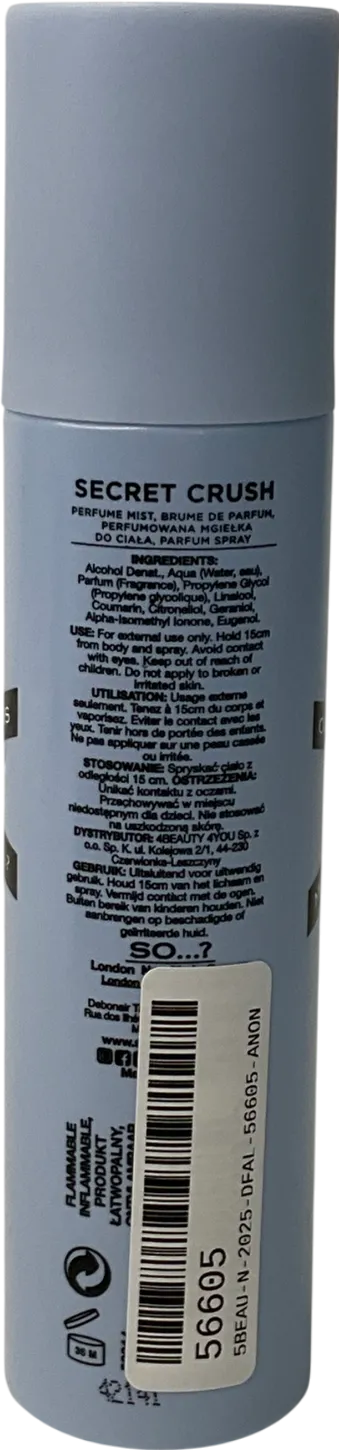 SECRET CRUSH
PERFUME MIST, BRUME DE PARFUM,
PERFUMOWANA MGIEŁKA
DO CIAŁA, PARFUM SPRAY
INGREDIENTS:
Alcohol Denat., Aqua (Water, eau),
Parfum (Fragrance), Propylene Glycol
(Propylene glycolique), Linalool,
Coumarin, Citronellol, Geraniol,
Alpha-Isomethyl Ionone, Eugenol.
USE: For external use only. Hold 15cm
from body and spray. Avoid contact
with eyes. Keep out of reach of
children. Do not apply to broken or
irritated skin.
UTILISATION: Usage externe
seulement. Tenez à 15cm du corps et
vaporisez. Eviter le contact avec les
yeux. Tenir hors de portée des enfants.
Ne pas appliquer sur une peau cassée
ou irritée.
STOSOWANIE: Spryskać ciało z
odległości 15 cm. OSTRZEŻENIA:
Unikać kontaktu z oczami.
Przechowywać w miejscu
niedostępnym dla dzieci. Nie stosować
na uszkodzoną skórę.
DYSTRYBUTOR: 4BEAUTY 4YOU Sp. z
o.o. Sp. K. ul. Kolejowa 2/1, 44-230
Czerwionka-Leszczyny
GEBRUIK: Uitsluitend voor uitwendig
gebruik. Houd 15cm van het lichaam en
spray. Vermijd contact met de ogen.
Buiten bereik van kinderen houden. Niet
aanbrengen op beschadigde of
geïrriteerde huid.
SO...?
London
London
Debonair
Rua dos
www.
FLAMMABLE
INFLAMMABLE,
PRODUKT
ŁATWOPALNY,
36 M
42141
56605
5BEAU-N-2025-DFAL-56605-ANON